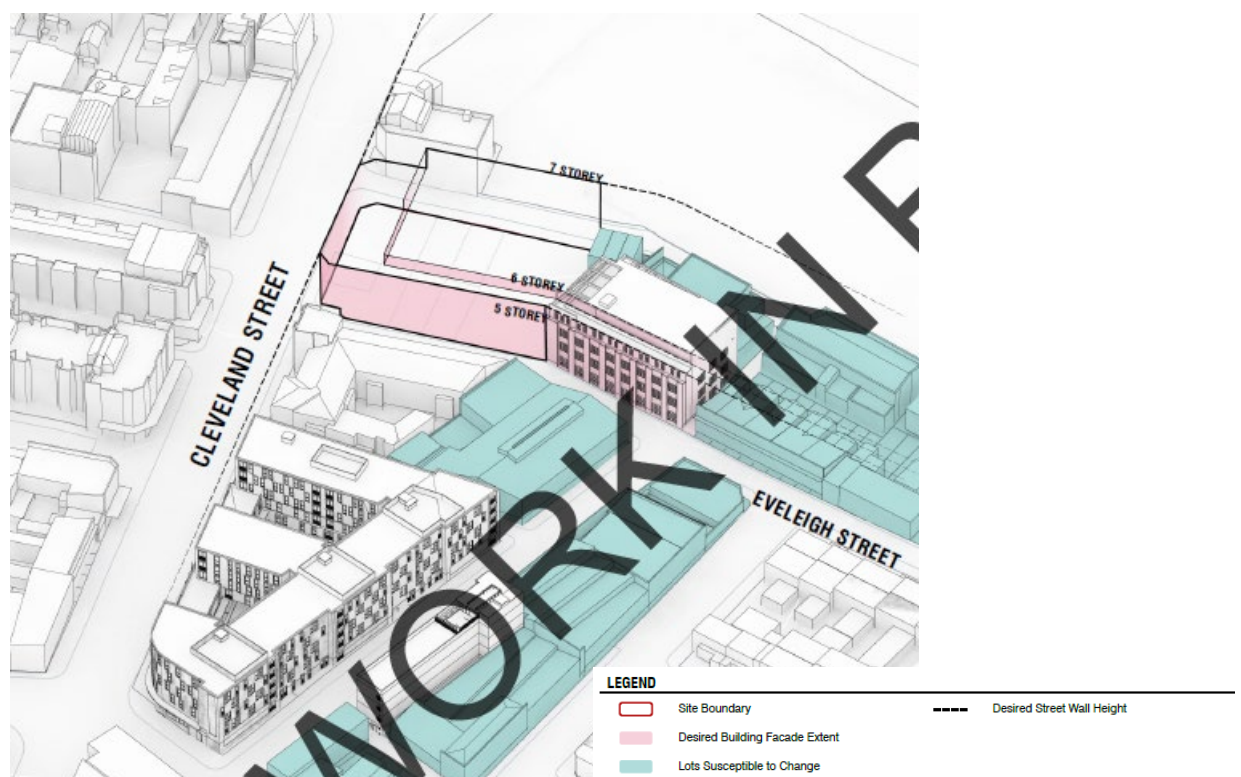 7 STOREY
6 STOREY
5 STOREY
CLEVELAND STREET
EVELEIGH STREET
WORK IN
LEGEND
Site Boundary
Desired Street Wall Height
Desired Building Facade Extent
Lots Susceptible to Change